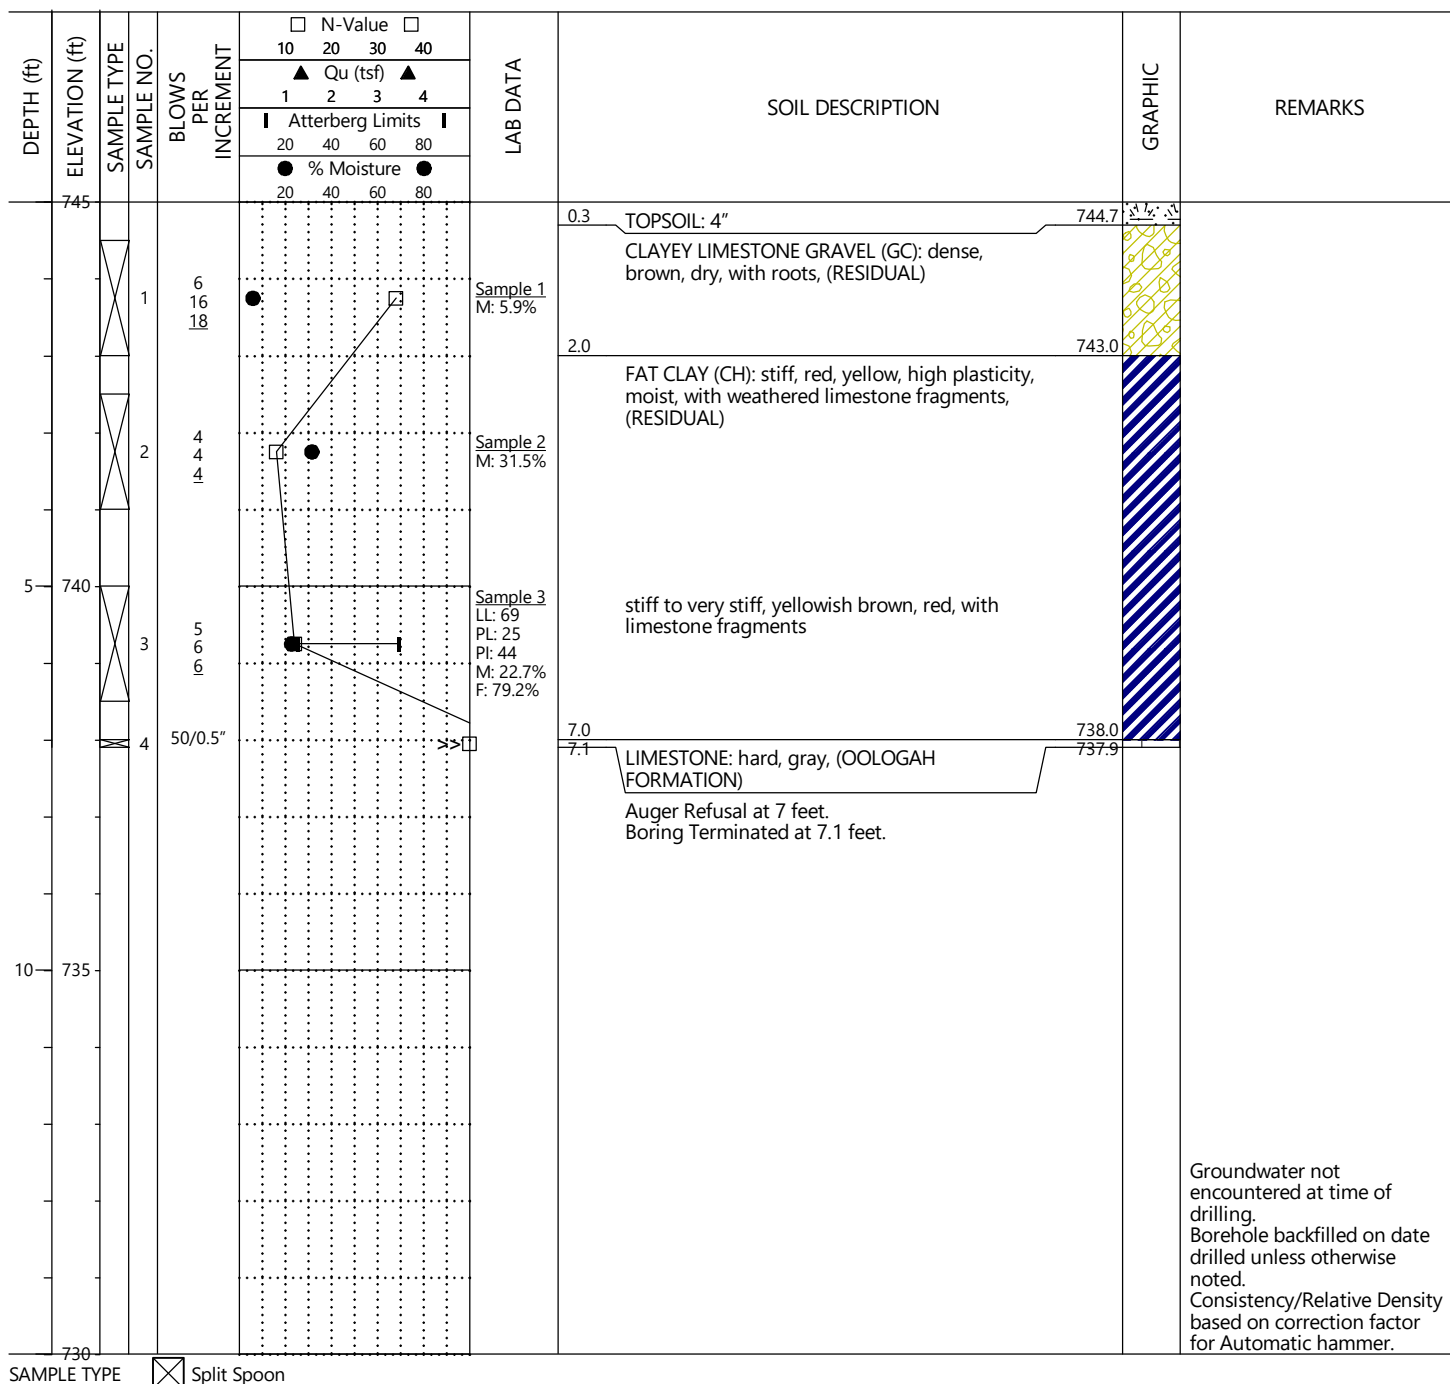 DEPTH (ft)
ELEVATION (ft)
SAMPLE TYPE
SAMPLE NO.
BLOWS
PER
INCREMENT
N-Value
10 20 30 40
Qu (tsf)
1 2 3 4
Atterberg Limits
20 40 60 80
% Moisture
20 40 60 80
LAB DATA
SOIL DESCRIPTION
GRAPHIC
REMARKS
745
0.3 TOPSOIL: 4" 744.7
CLAYEY LIMESTONE GRAVEL (GC): dense,
brown, dry, with roots, (RESIDUAL)
1
6
16
18
Sample 1
M: 5.9%
2.0 743.0
FAT CLAY (CH): stiff, red, yellow, high plasticity,
moist, with weathered limestone fragments,
(RESIDUAL)
2
4
4
4
Sample 2
M: 31.5%
5 740
3
5
6
6
Sample 3
LL: 69
PL: 25
PI: 44
M: 22.7%
F: 79.2%
stiff to very stiff, yellowish brown, red, with
limestone fragments
4 50/0.5" >>
7.0 738.0
7.1 737.9
LIMESTONE: hard, gray, (OOLOGAH
FORMATION)
Auger Refusal at 7 feet.
Boring Terminated at 7.1 feet.
10 735
Groundwater not
encountered at time of
drilling.
Borehole backfilled on date
drilled unless otherwise
noted.
Consistency/Relative Density
based on correction factor
for Automatic hammer.
730
SAMPLE TYPE Split Spoon